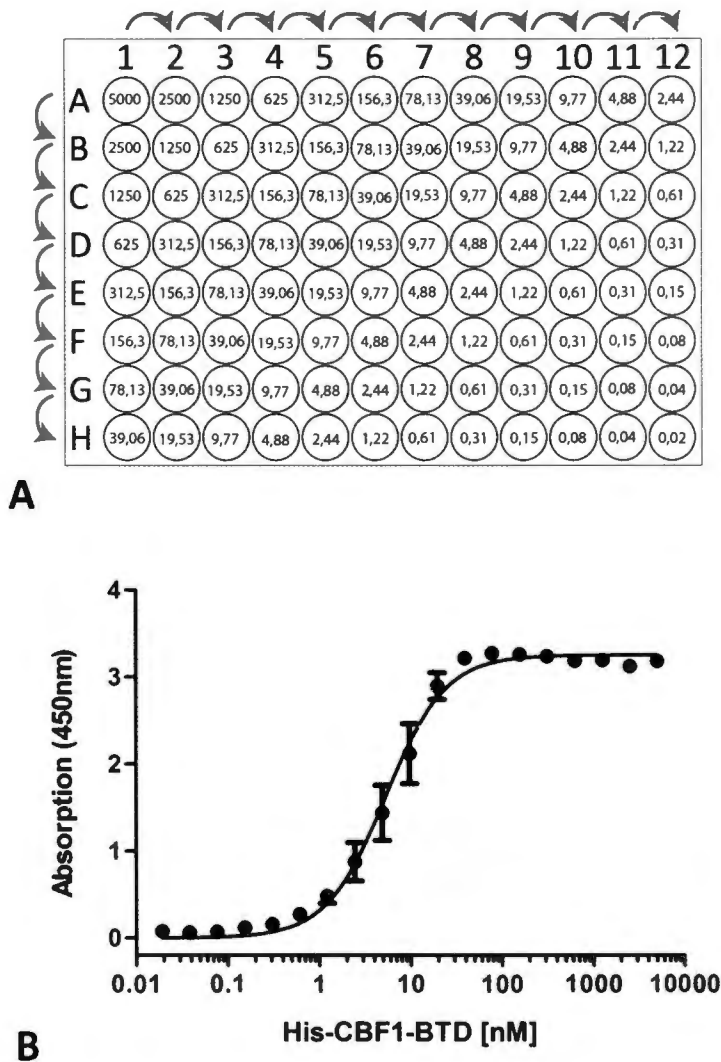 1 2 3 4 5 6 7 8 9 10 11 12
A 5000 2500 1250 625 312,5 156,3 78,13 39,06 19,53 9,77 4,88 2,44
B 2500 1250 625 312,5 156,3 78,13 39,06 19,53 9,77 4,88 2,44 1,22
C 1250 625 312,5 156,3 78,13 39,06 19,53 9,77 4,88 2,44 1,22 0,61
D 625 312,5 156,3 78,13 39,06 19,53 9,77 4,88 2,44 1,22 0,61 0,31
E 312,5 156,3 78,13 39,06 19,53 9,77 4,88 2,44 1,22 0,61 0,31 0,15
F 156,3 78,13 39,06 19,53 9,77 4,88 2,44 1,22 0,61 0,31 0,15 0,08
G 78,13 39,06 19,53 9,77 4,88 2,44 1,22 0,61 0,31 0,15 0,08 0,04
H 39,06 19,53 9,77 4,88 2,44 1,22 0,61 0,31 0,15 0,08 0,04 0,02
A
Absorption (450nm)
4
3
2
1
0
0.01 0.1 1 10 100 1000 10000
His-CBF1-BTD [nM]
B